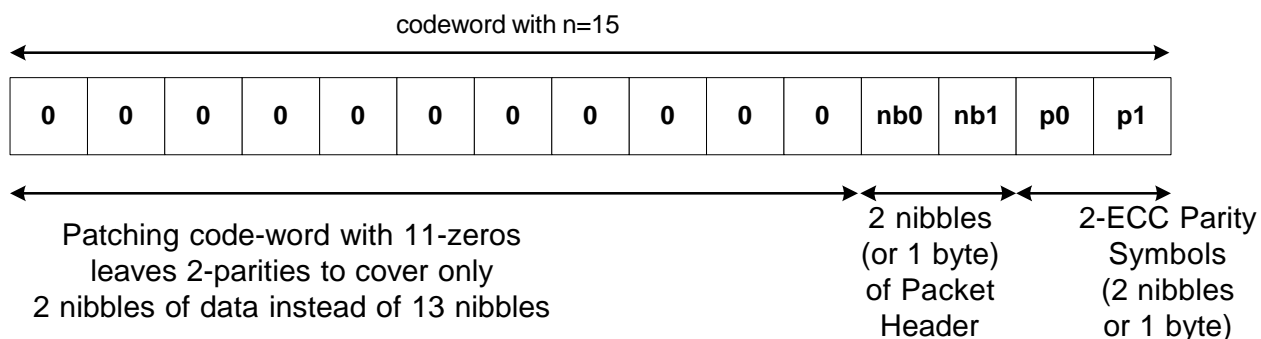 codeword with n=15
0 0 0 0 0 0 0 0 0 0 0 nb0 nb1 p0 p1
Patching code-word with 11-zeros
leaves 2-parities to cover only
2 nibbles of data instead of 13 nibbles
2 nibbles
(or 1 byte)
of Packet
Header
2-ECC Parity
Symbols
(2 nibbles
or 1 byte)